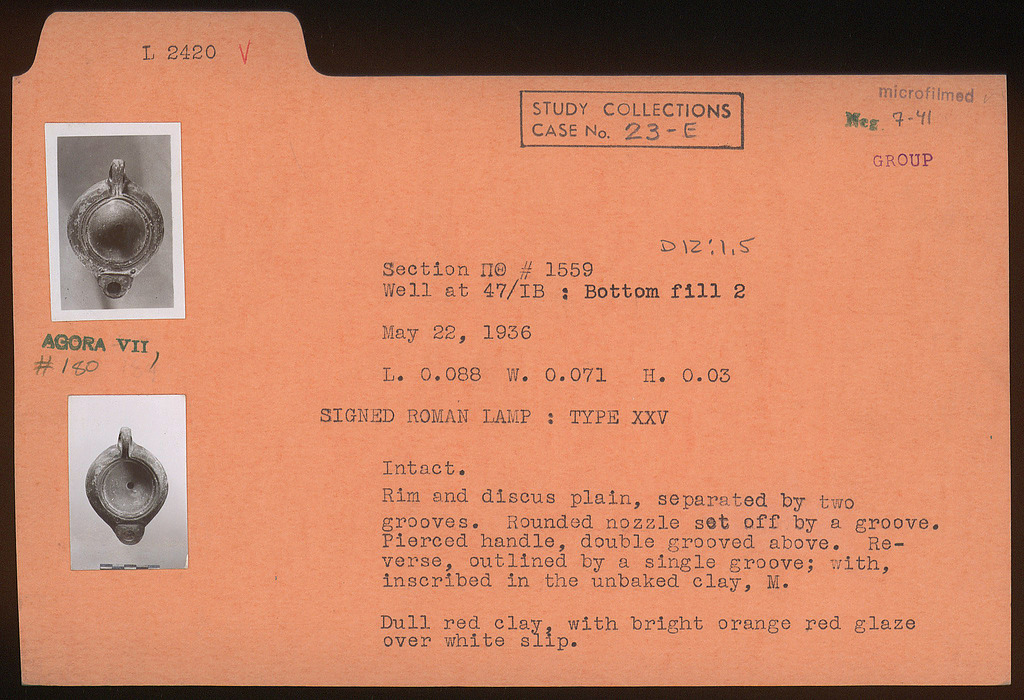 L 2420 V
STUDY COLLECTIONS
CASE No. 23-E
microfilmed
Neg 7-41
GROUP
D 12:1,5
Section ΠΘ # 1559
Well at 47/ΙΒ : Bottom fill 2
May 22, 1936
L. 0.088 W. 0.071 H. 0.03
SIGNED ROMAN LAMP : TYPE XXV
Intact.
Rim and discus plain, separated by two
grooves. Rounded nozzle set off by a groove.
Pierced handle, double grooved above. Re-
verse, outlined by a single groove; with,
inscribed in the unbaked clay, M.
Dull red clay, with bright orange red glaze
over white slip.
AGORA VII,
# 180